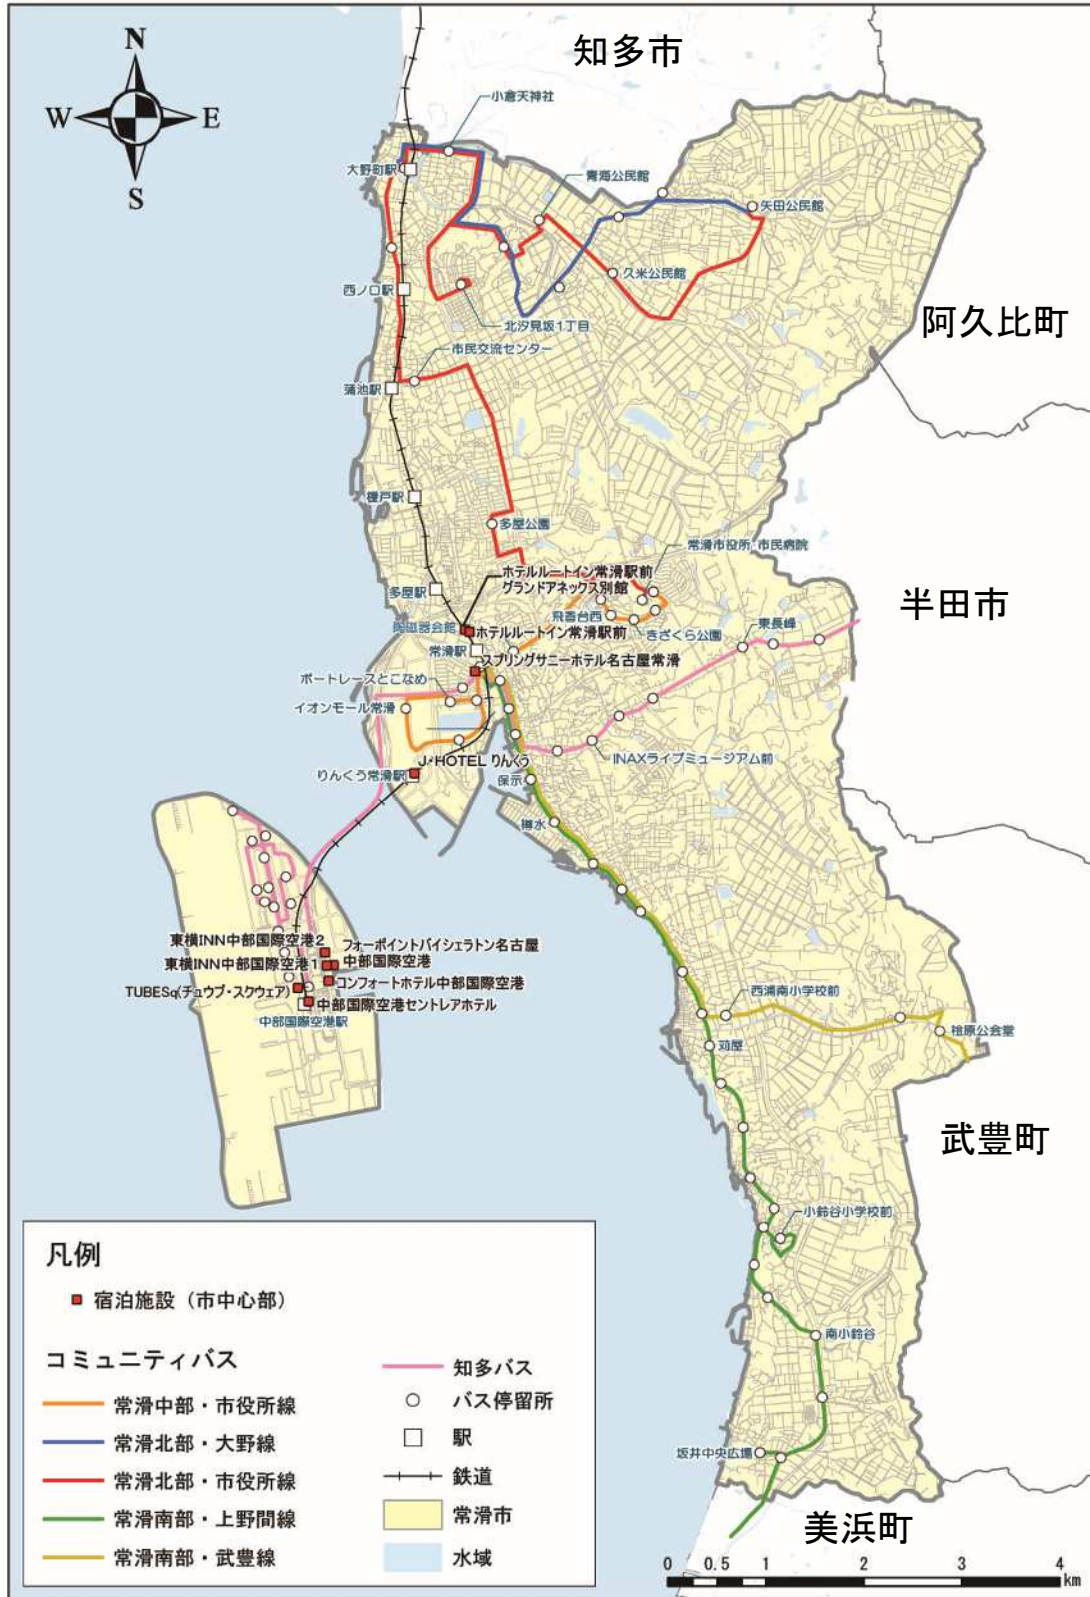 知多市
N
W E
S
小倉天神社
大野町駅
青海公民館
矢田公民館
久米公民館
西ノ口駅
北汐見坂1丁目
阿久比町
市民交流センター
蒲池駅
榎戸駅
多屋公園
常滑市役所・市民病院
ホテルルートイン常滑駅前
グランドアネックス別館
多屋駅
飛香台西
半田市
陶磁器会館
ホテルルートイン常滑駅前
きざくら公園
東長峰
常滑駅
スプリングサニーホテル名古屋常滑
ボートレースとこなめ
イオンモール常滑
INAXライブミュージアム前
J・HOTEL りんくう
りんくう常滑駅
保示
樽水
東横INN中部国際空港2
フォーポイントバイシェラトン名古屋
中部国際空港
東横INN中部国際空港1
コンフォートホテル中部国際空港
TUBESq(チューブ・スクウェア)
中部国際空港セントレアホテル
中部国際空港駅
西浦南小学校前
桧原公会堂
苅屋
武豊町
小鈴谷小学校前
南小鈴谷
坂井中央広場
美浜町
凡例
宿泊施設（市中心部）
コミュニティバス
常滑中部・市役所線
常滑北部・大野線
常滑北部・市役所線
常滑南部・上野間線
常滑南部・武豊線
知多バス
バス停留所
駅
鉄道
常滑市
水域
0 0.5 1 2 3 4
km